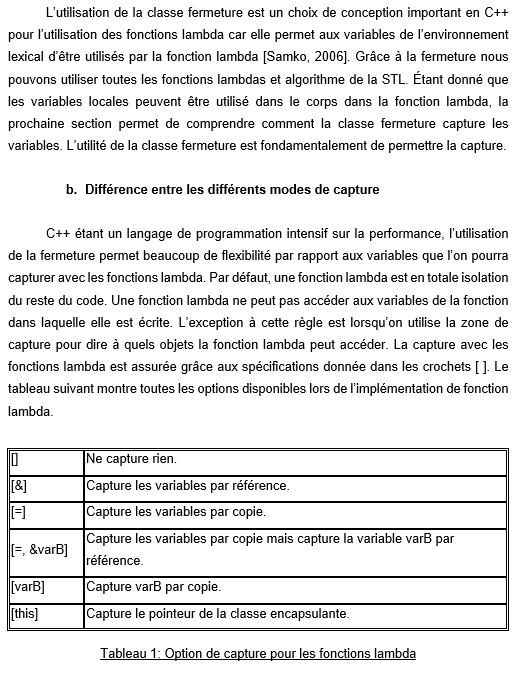 L’utilisation de la classe fermeture est un choix de conception important en C++
pour l’utilisation des fonctions lambda car elle permet aux variables de l’environnement
lexical d’être utilisés par la fonction lambda [Samko, 2006]. Grâce à la fermeture nous
pouvons utiliser toutes les fonctions lambdas et algorithme de la STL. Étant donné que
les variables locales peuvent être utilisé dans le corps dans la fonction lambda, la
prochaine section permet de comprendre comment la classe fermeture capture les
variables. L’utilité de la classe fermeture est fondamentalement de permettre la capture.
b. Différence entre les différents modes de capture
C++ étant un langage de programmation intensif sur la performance, l’utilisation
de la fermeture permet beaucoup de flexibilité par rapport aux variables que l’on pourra
capturer avec les fonctions lambda. Par défaut, une fonction lambda est en totale isolation
du reste du code. Une fonction lambda ne peut pas accéder aux variables de la fonction
dans laquelle elle est écrite. L’exception à cette règle est lorsqu’on utilise la zone de
capture pour dire à quels objets la fonction lambda peut accéder. La capture avec les
fonctions lambda est assurée grâce aux spécifications donnée dans les crochets [ ]. Le
tableau suivant montre toutes les options disponibles lors de l’implémentation de fonction
lambda.
[] Ne capture rien.
[&] Capture les variables par référence.
[=] Capture les variables par copie.
[=, &varB] Capture les variables par copie mais capture la variable varB par
référence.
[varB] Capture varB par copie.
[this] Capture le pointeur de la classe encapsulante.
Tableau 1: Option de capture pour les fonctions lambda